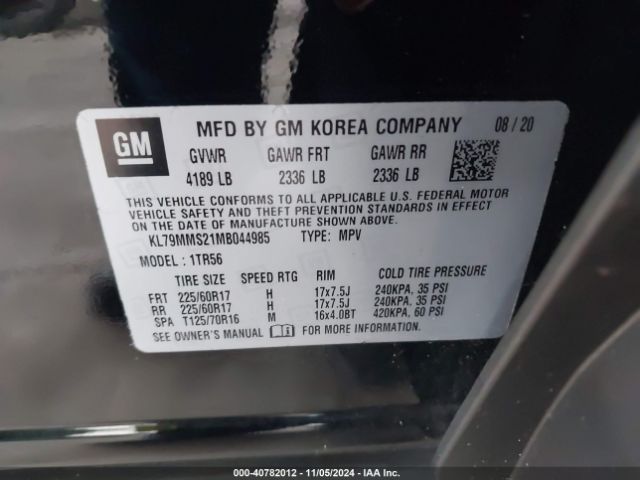 GM MFD BY GM KOREA COMPANY 08 / 20
GVWR GAWR FRT GAWR RR
4189 LB 2336 LB 2336 LB
THIS VEHICLE CONFORMS TO ALL APPLICABLE U.S. FEDERAL MOTOR
VEHICLE SAFETY AND THEFT PREVENTION STANDARDS IN EFFECT
ON THE DATE OF MANUFACTURE SHOWN ABOVE.
KL79MMS21MB044985 TYPE: MPV
MODEL : 1TR56
TIRE SIZE SPEED RTG RIM COLD TIRE PRESSURE
FRT 225/60R17 H 17x7.5J 240KPA, 35 PSI
RR 225/60R17 H 17x7.5J 240KPA, 35 PSI
SPA T125/70R16 M 16x4.0BT 420KPA, 60 PSI
SEE OWNER'S MANUAL i FOR MORE INFORMATION.
000-40782012 - 11/05/2024 - IAA Inc.